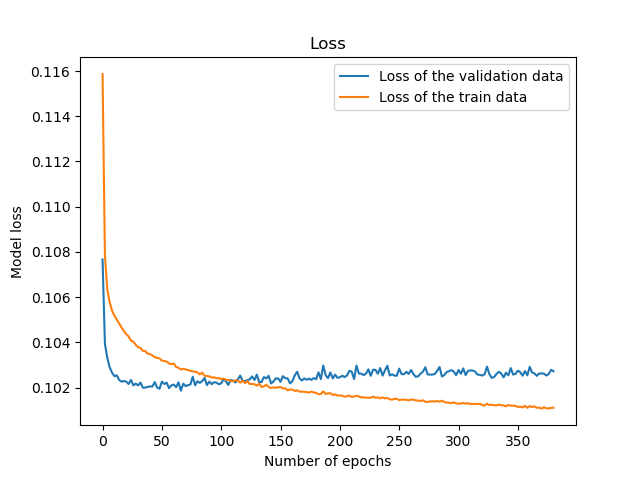 Loss
Loss of the validation data
Loss of the train data
Model loss
0.116
0.114
0.112
0.110
0.108
0.106
0.104
0.102
0 50 100 150 200 250 300 350
Number of epochs